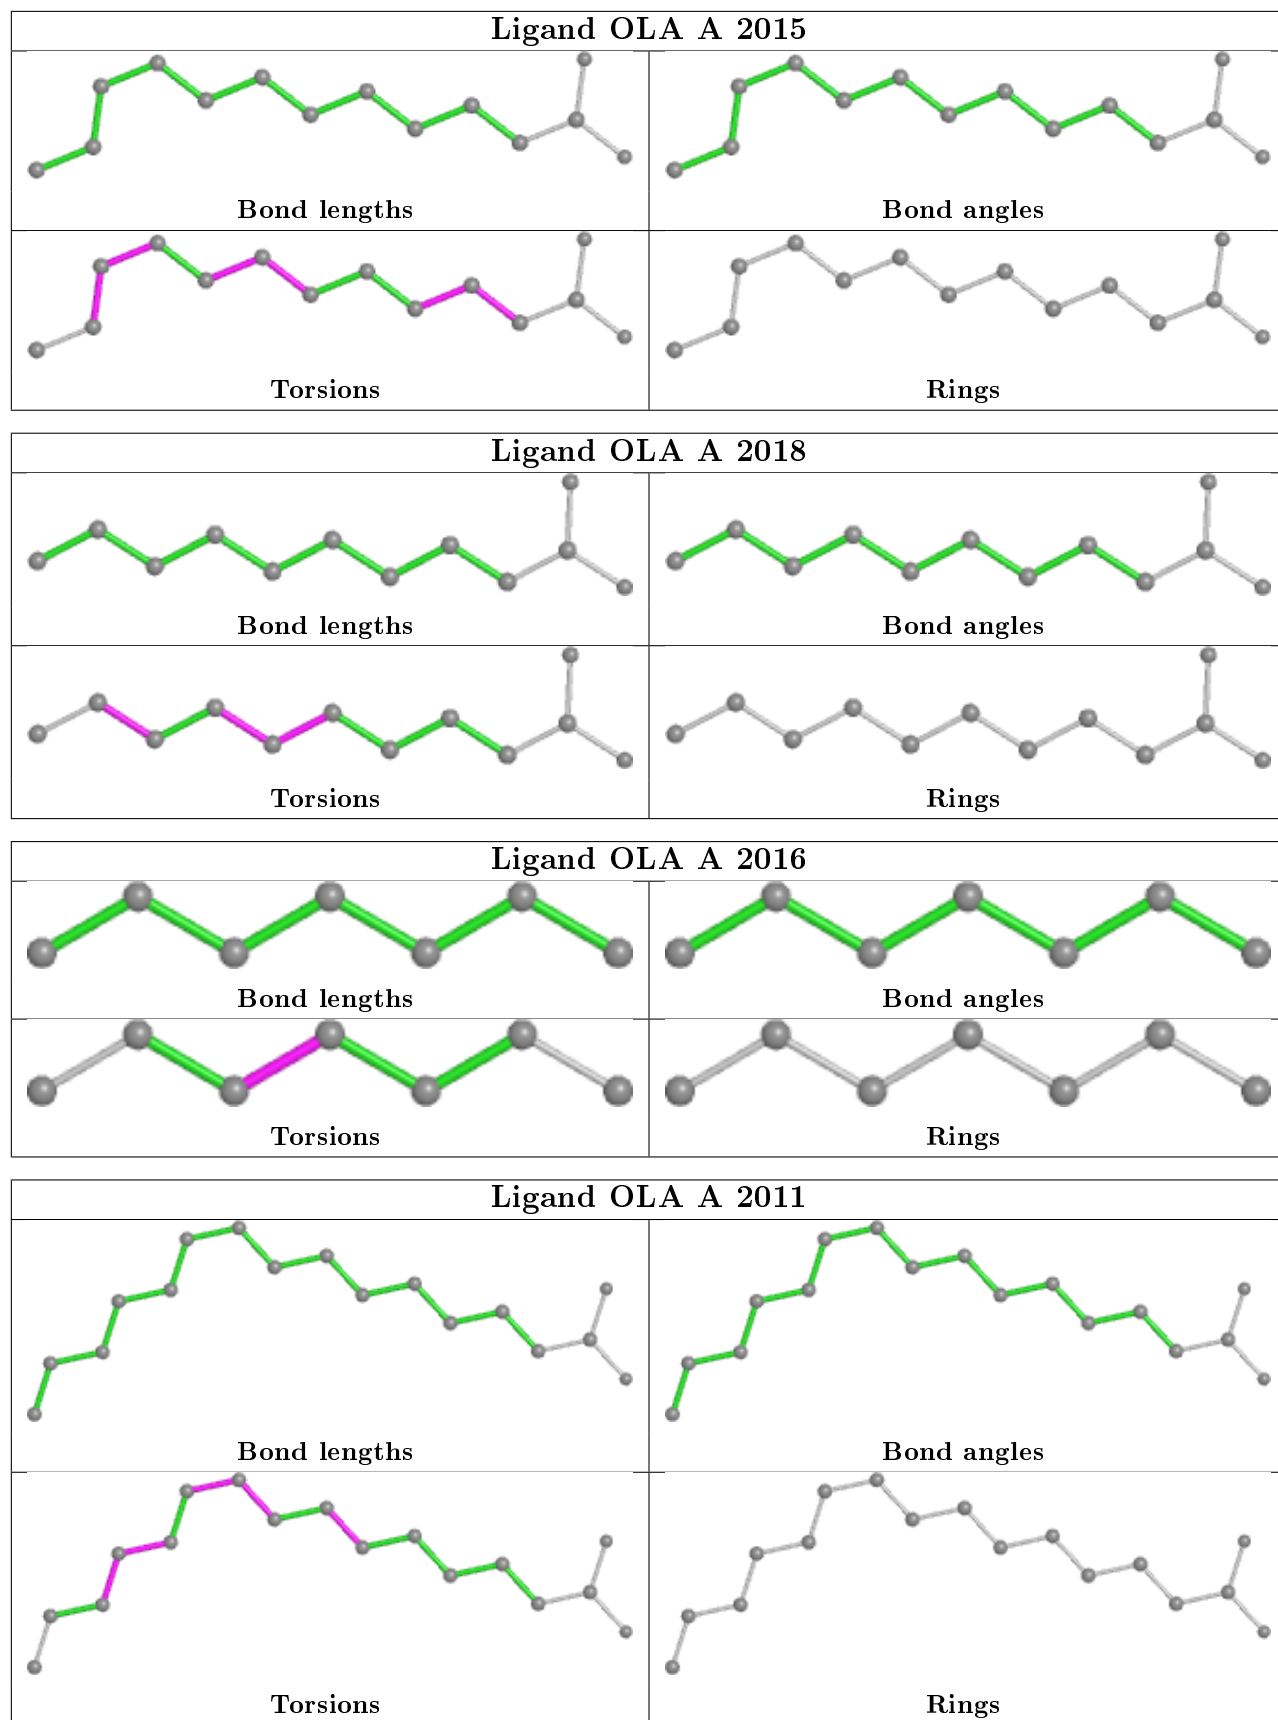 Ligand OLA A 2015
Bond lengths
Bond angles
Torsions
Rings
Ligand OLA A 2018
Bond lengths
Bond angles
Torsions
Rings
Ligand OLA A 2016
Bond lengths
Bond angles
Torsions
Rings
Ligand OLA A 2011
Bond lengths
Bond angles
Torsions
Rings